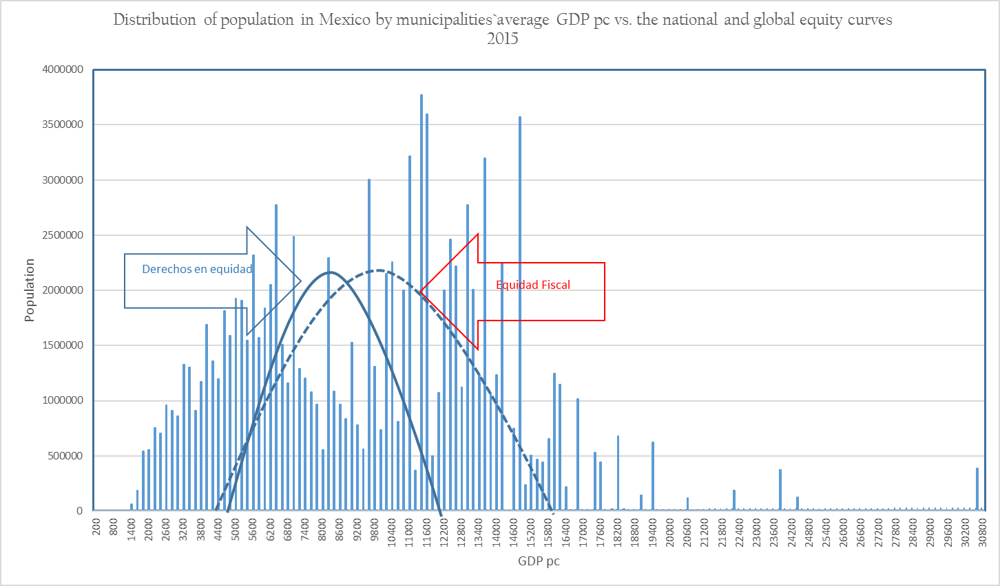 Distribution of population in Mexico by municipalities`average GDP pc vs. the national and global equity curves
2015
4000000
3500000
3000000
2500000
2000000
1500000
1000000
500000
0
Population
Derechos en equidad
Equidad Fiscal
200 800 1400 2000 2600 3200 3800 4400 5000 5600 6200 6800 7400 8000 8600 9200 9800 10400 11000 11600 12200 12800 13400 14000 14600 15200 15800 16400 17000 17600 18200 18800 19400 20000 20600 21200 21800 22400 23000 23600 24200 24800 25400 26000 26600 27200 27800 28400 29000 29600 30200 30800
GDP pc